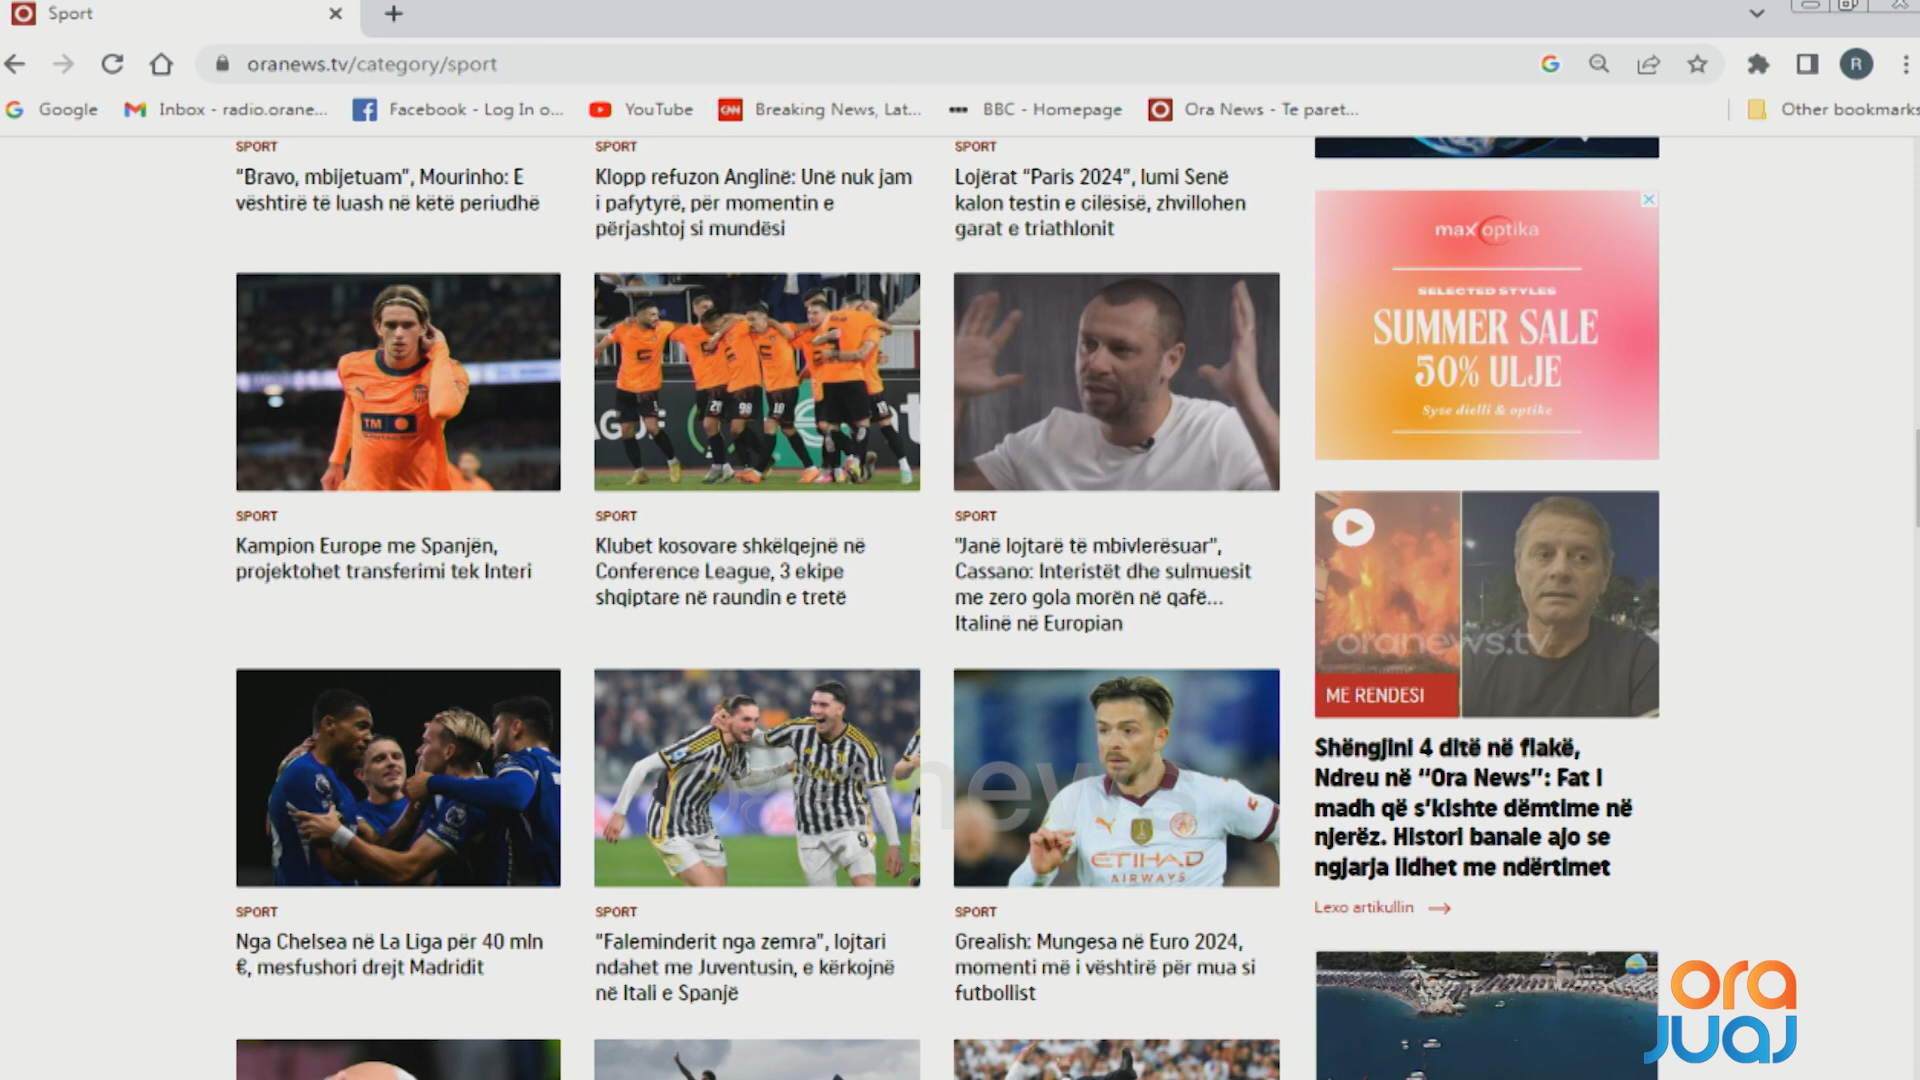 Sport
oranews.tv/category/sport
R
Google
Inbox - radio.orane...
Facebook - Log In o...
YouTube
CNN
Breaking News, Lat...
BBC - Homepage
Ora News - Te paret...
Other bookmarks
SPORT
"Bravo, mbijetuam", Mourinho: E
vështirë të luash në këtë periudhë
SPORT
Klopp refuzon Anglinë: Unë nuk jam
i pafytyrë, për momentin e
përjashtoj si mundësi
SPORT
Lojërat "Paris 2024", lumi Senë
kalon testin e cilësisë, zhvillohen
garat e triathlonit
max optika
SELECTED STYLES
SUMMER SALE
50% ULJE
Syze dielli & optike
TM
SPORT
Kampion Europe me Spanjën,
projektohet transferimi tek Interi
SPORT
Klubet kosovare shkëlqejnë në
Conference League, 3 ekipe
shqiptare në raundin e tretë
SPORT
"Janë lojtarë të mbivlerësuar",
Cassano: Interistët dhe sulmuesit
me zero gola morën në qafë...
Italinë në Europian
oranews.tv
ME RENDESI
Shëngjini 4 ditë në flakë,
Ndreu në "Ora News": Fat i
madh që s'kishte dëmtime në
njerëz. Histori banale ajo se
ngjarja lidhet me ndërtimet
Lexo artikullin
news
ETIHAD
AIRWAYS
SPORT
Nga Chelsea në La Liga për 40 mln
€, mesfushori drejt Madridit
SPORT
"Faleminderit nga zemra", lojtari
ndahet me Juventusin, e kërkojnë
në Itali e Spanjë
SPORT
Grealish: Mungesa në Euro 2024,
momenti më i vështirë për mua si
futbollist
ora
juaj